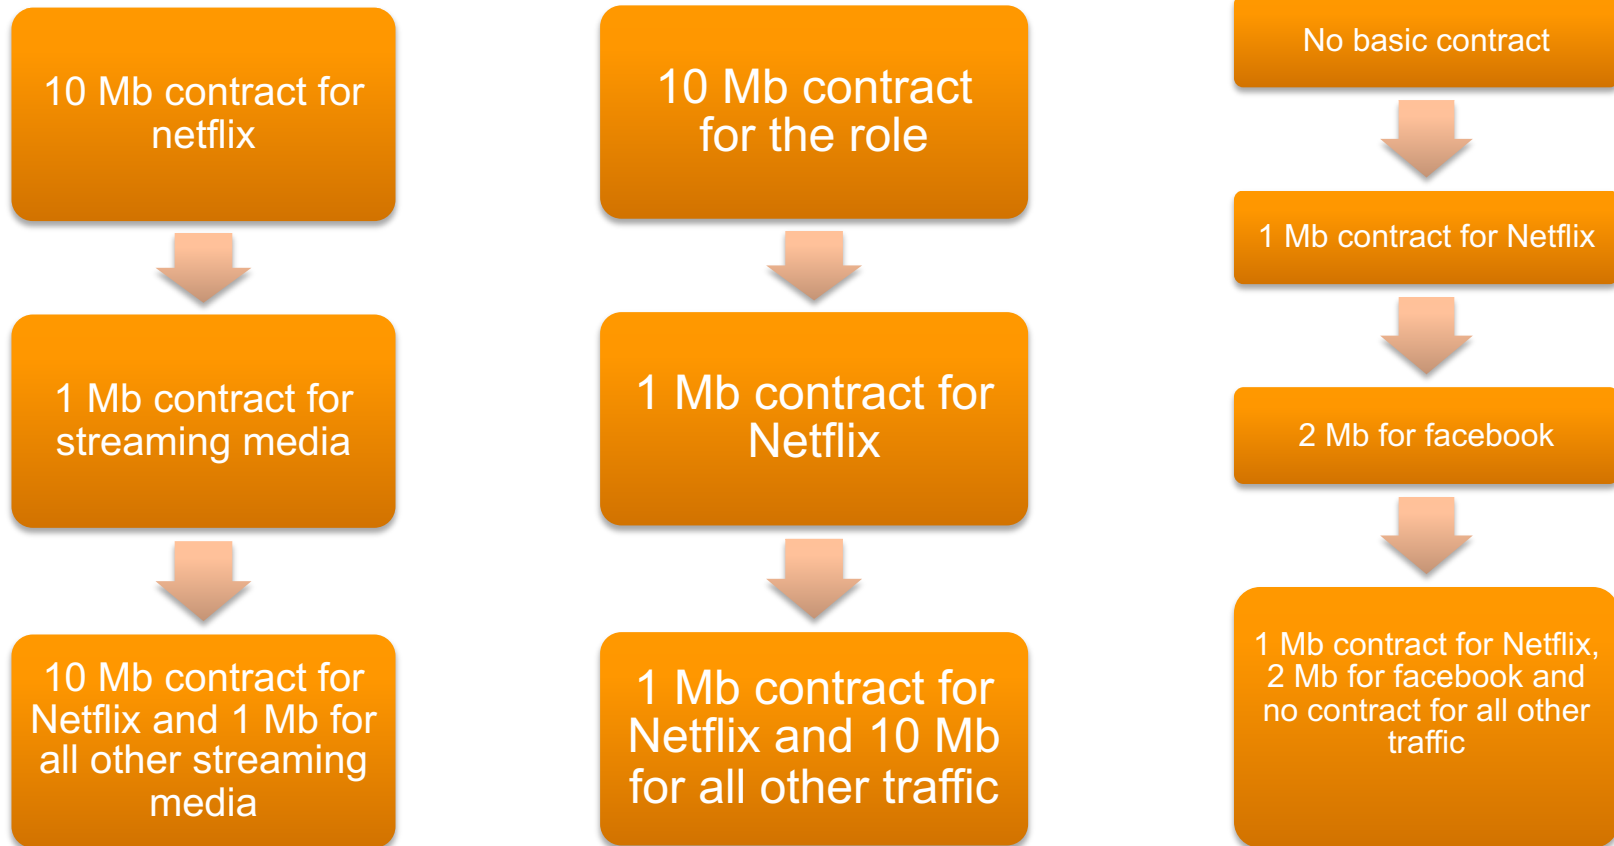 10 Mb contract for
netflix
1 Mb contract for
streaming media
10 Mb contract for
Netflix and 1 Mb for
all other streaming
media
10 Mb contract
for the role
1 Mb contract for
Netflix
1 Mb contract for
Netflix and 10 Mb
for all other traffic
No basic contract
1 Mb contract for Netflix
2 Mb for facebook
1 Mb contract for Netflix,
2 Mb for facebook and
no contract for all other
traffic